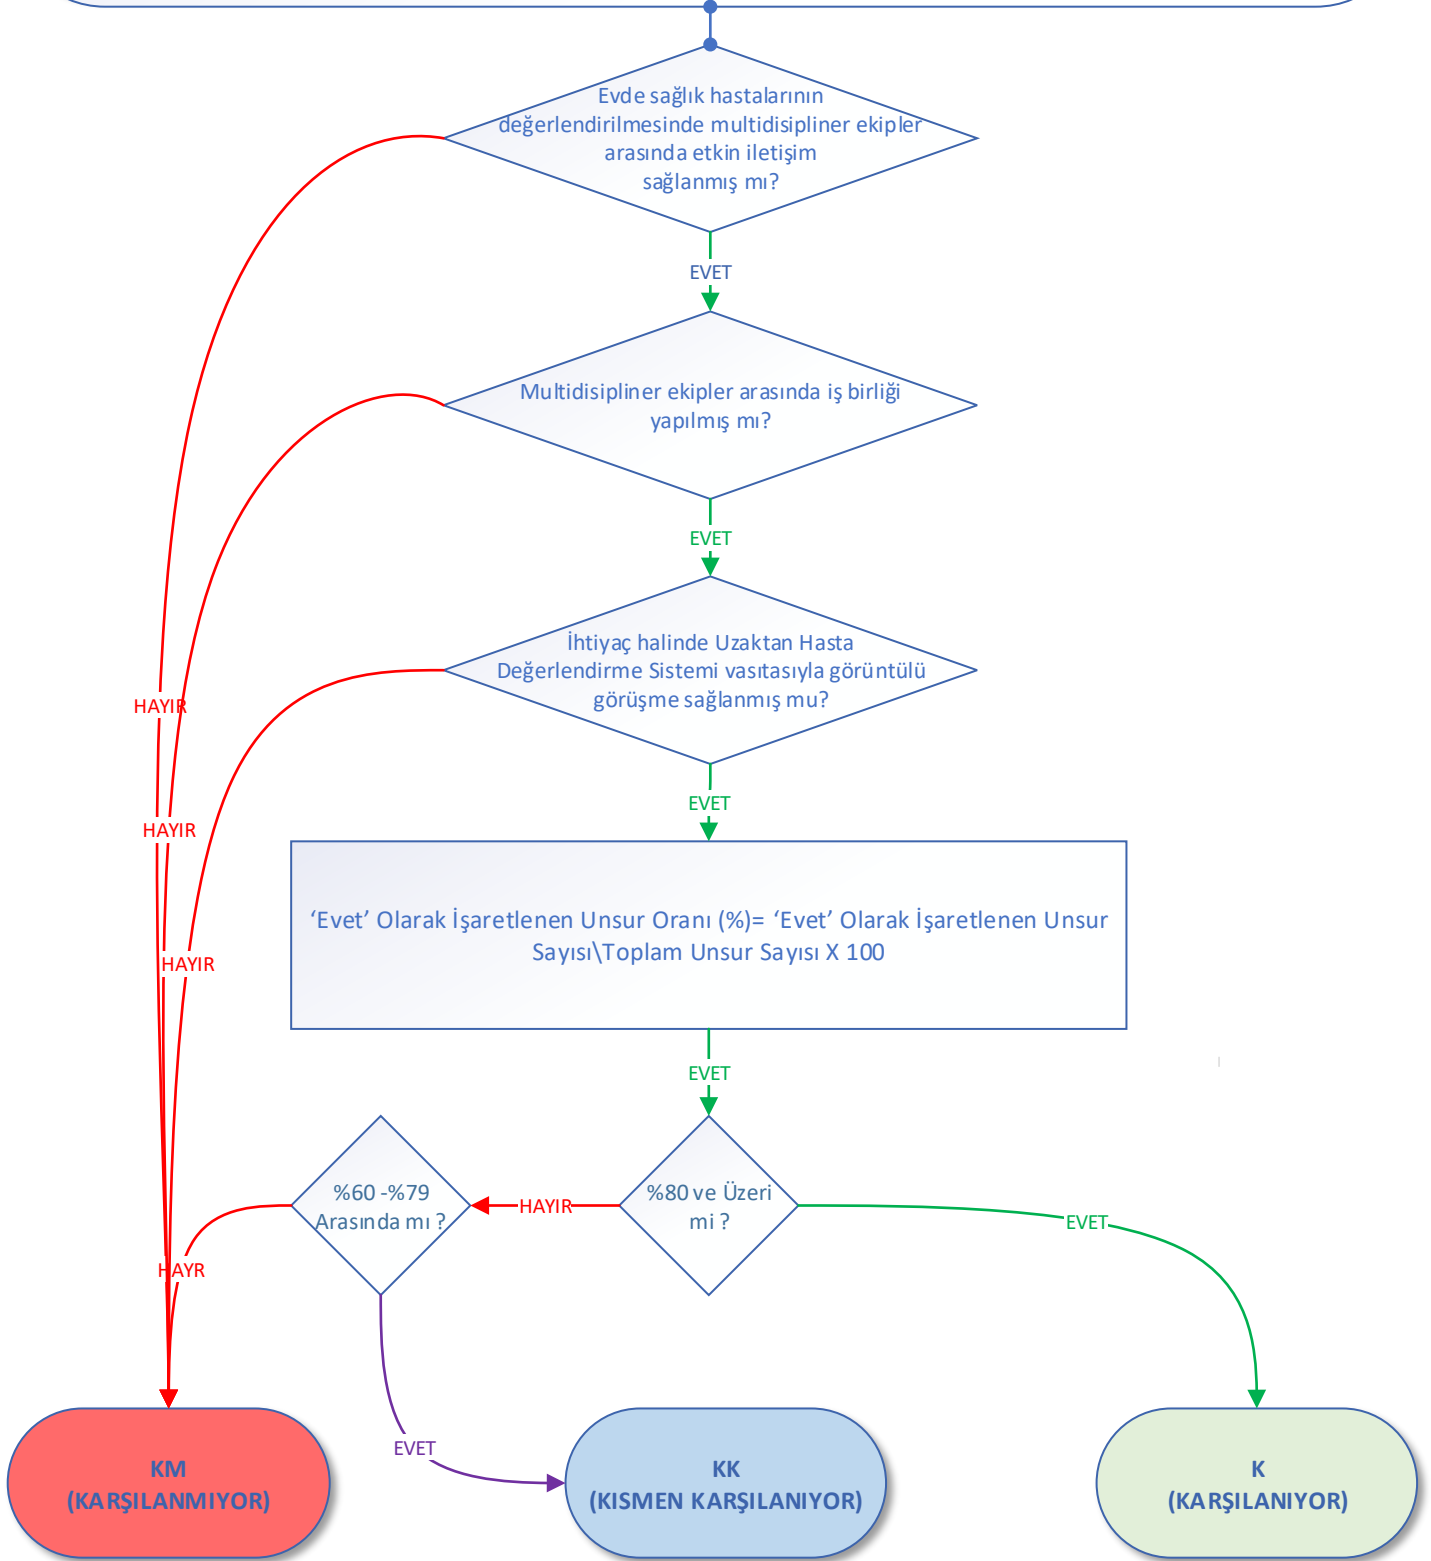 Evde sağlık hastalarının
değerlendirilmesinde multidisipliner ekipler
arasında etkin iletişim
sağlanmış mı?
EVET
Multidisipliner ekipler arasında iş birliği
yapılmış mı?
EVET
İhtiyaç halinde Uzaktan Hasta
Değerlendirme Sistemi vasıtasıyla görüntülü
görüşme sağlanmış mu?
HAYIR
EVET
HAYIR
‘Evet’ Olarak İşaretlenen Unsur Oranı (%)= ‘Evet’ Olarak İşaretlenen Unsur
Sayısı\Toplam Unsur Sayısı X 100
HAYIR
EVET
%60 -%79
Arasında mı ?
HAYIR
%80 ve Üzeri
mi ?
EVET
HAYR
EVET
KM
(KARŞILANMIYOR)
KK
(KISMEN KARŞILANIYOR)
K
(KARŞILANIYOR)